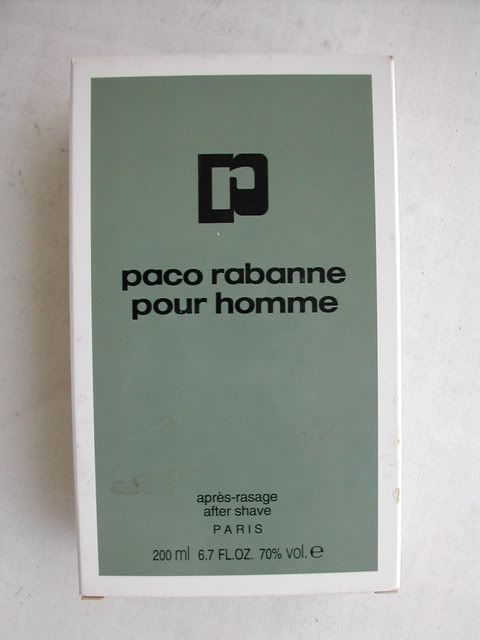 paco rabanne
pour homme
après-rasage
after shave
PARIS
200 ml 6.7 FL.OZ. 70% vol. ℮